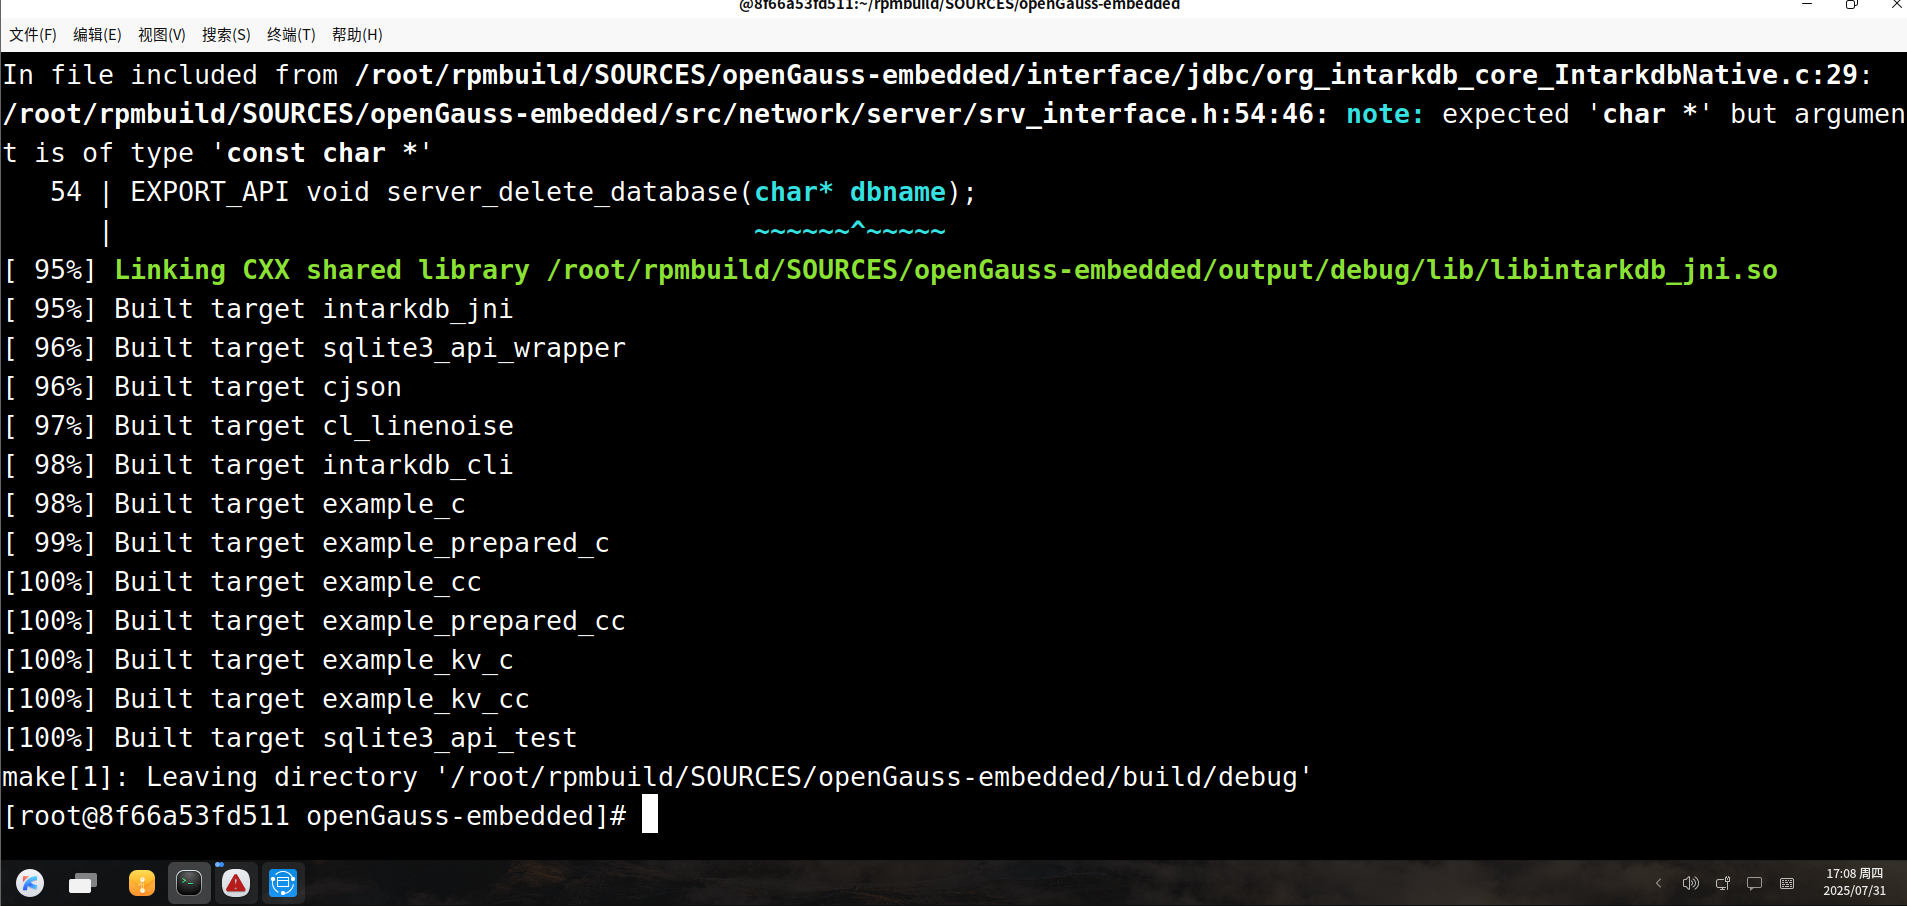 @8f66a53fd511:~/rpmbuild/SOURCES/openGauss-embedded
文件(F) 编辑(E) 视图(V) 搜索(S) 终端(T) 帮助(H)
In file included from /root/rpmbuild/SOURCES/openGauss-embedded/interface/jdbc/org_intarkdb_core_IntarkdbNative.c:29:
/root/rpmbuild/SOURCES/openGauss-embedded/src/network/server/srv_interface.h:54:46: note: expected 'char *' but argumen
t is of type 'const char *'
   54 | EXPORT_API void server_delete_database(char* dbname);
      |                                        ~~~~~~^~~~~
[ 95%] Linking CXX shared library /root/rpmbuild/SOURCES/openGauss-embedded/output/debug/lib/libintarkdb_jni.so
[ 95%] Built target intarkdb_jni
[ 96%] Built target sqlite3_api_wrapper
[ 96%] Built target cjson
[ 97%] Built target cl_linenoise
[ 98%] Built target intarkdb_cli
[ 98%] Built target example_c
[ 99%] Built target example_prepared_c
[100%] Built target example_cc
[100%] Built target example_prepared_cc
[100%] Built target example_kv_c
[100%] Built target example_kv_cc
[100%] Built target sqlite3_api_test
make[1]: Leaving directory '/root/rpmbuild/SOURCES/openGauss-embedded/build/debug'
[root@8f66a53fd511 openGauss-embedded]#
17:08 周四
2025/07/31